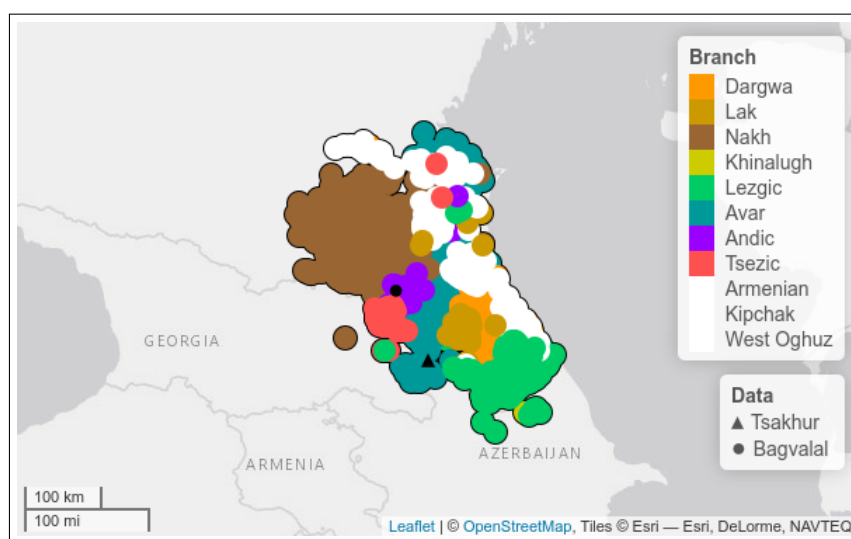 Branch
Dargwa
Lak
Nakh
Khinalugh
Lezgic
Avar
Andic
Tsezic
Armenian
Kipchak
West Oghuz
Data
Tsakhur
Bagvalal
GEORGIA
ARMENIA
AZERBAIJAN
100 km
100 mi
Leaflet | © OpenStreetMap, Tiles © Esri — Esri, DeLorme, NAVTEQ